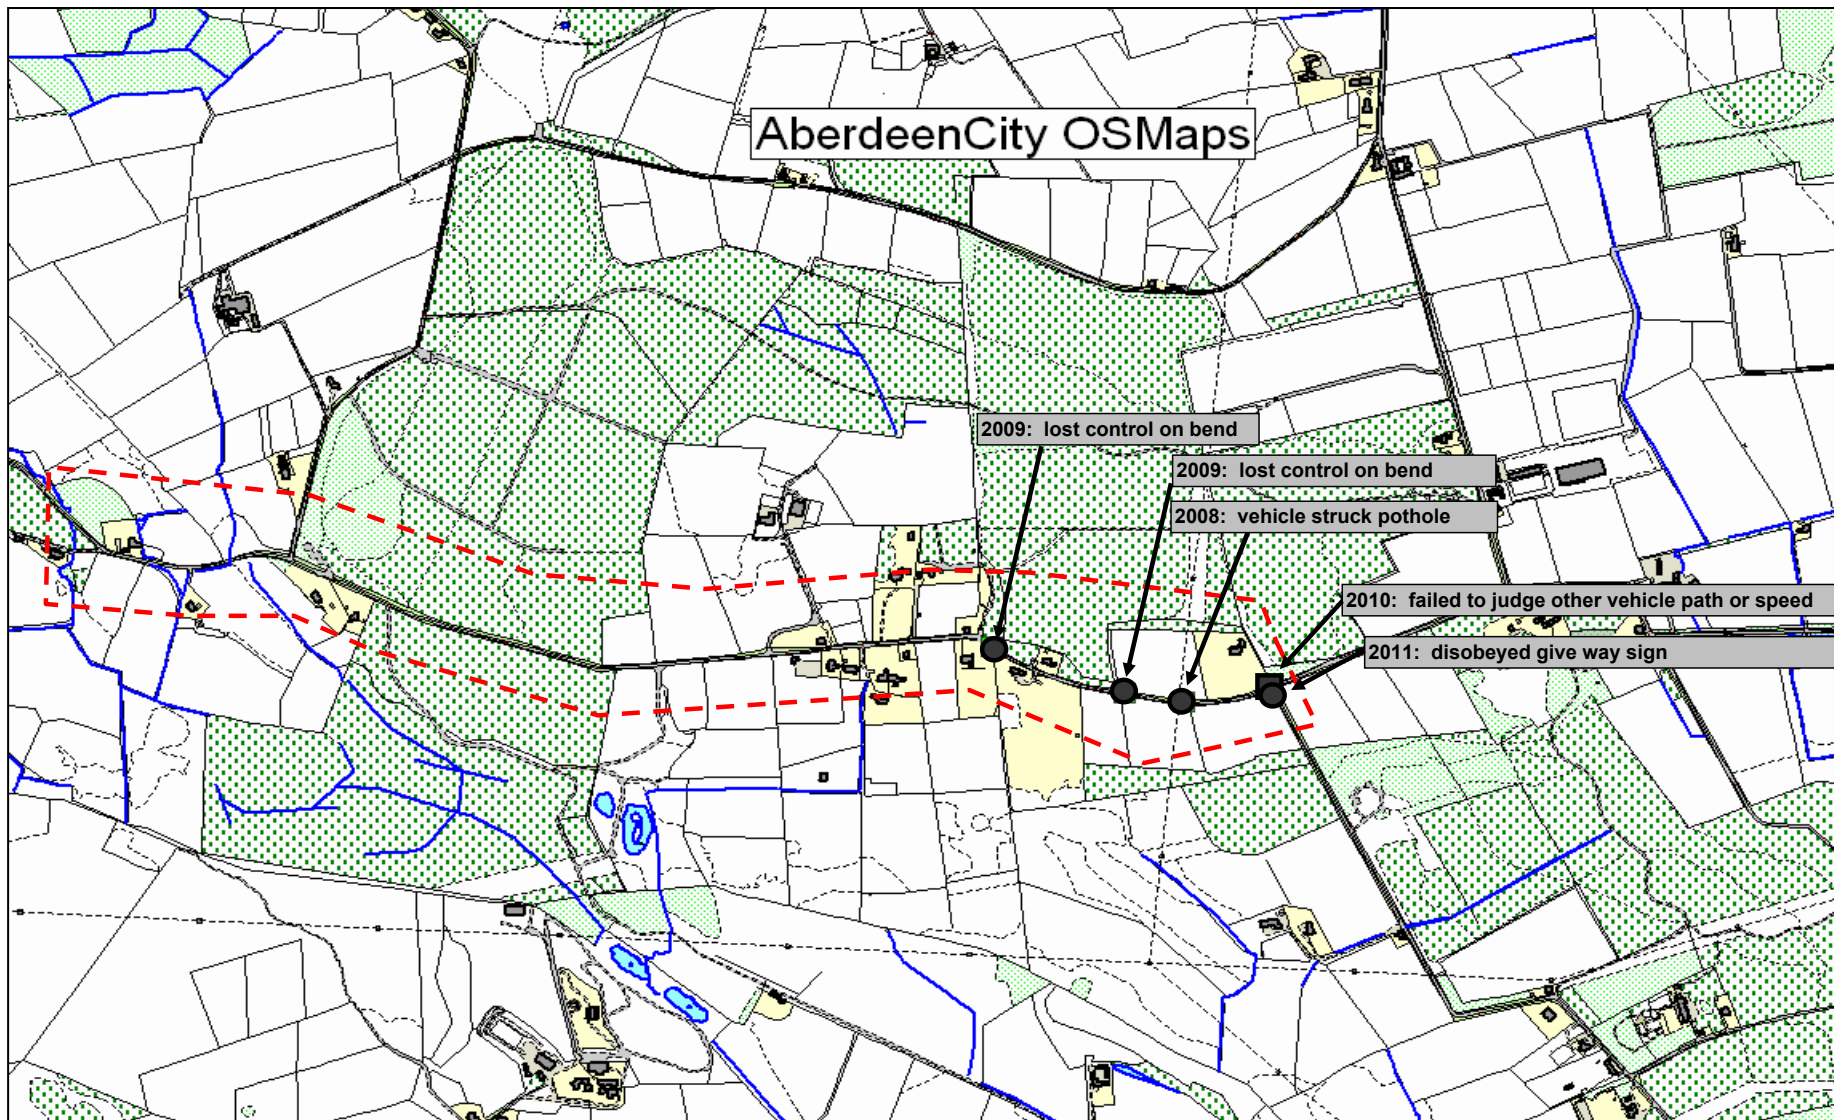 AberdeenCity OSMaps
2009: lost control on bend
2009: lost control on bend
2008: vehicle struck pothole
2010: failed to judge other vehicle path or speed
2011: disobeyed give way sign